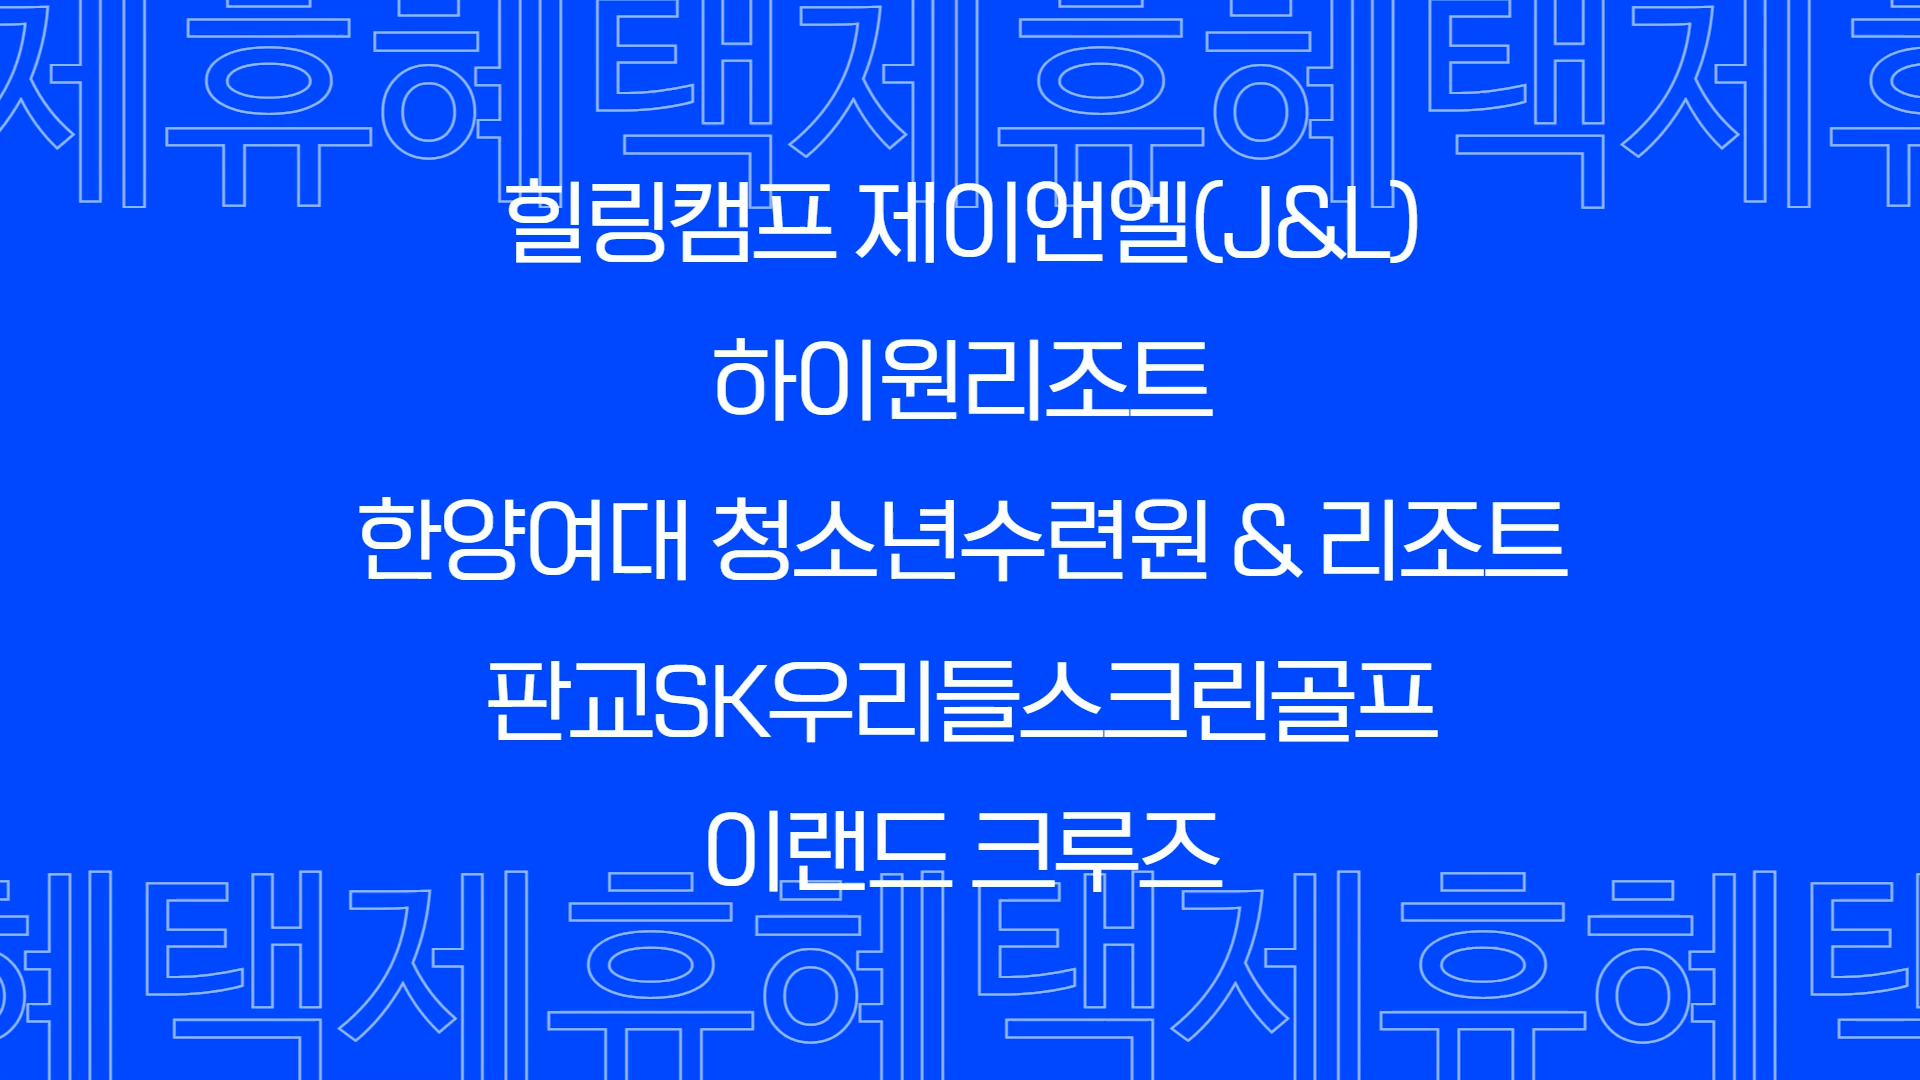 제휴혜택제휴혜택제휴
힐링캠프 제이앤엘(J&L)
하이원리조트
한양여대 청소년수련원 & 리조트
판교SK우리들스크린골프
이랜드 크루즈
혜택제휴혜택제휴혜택